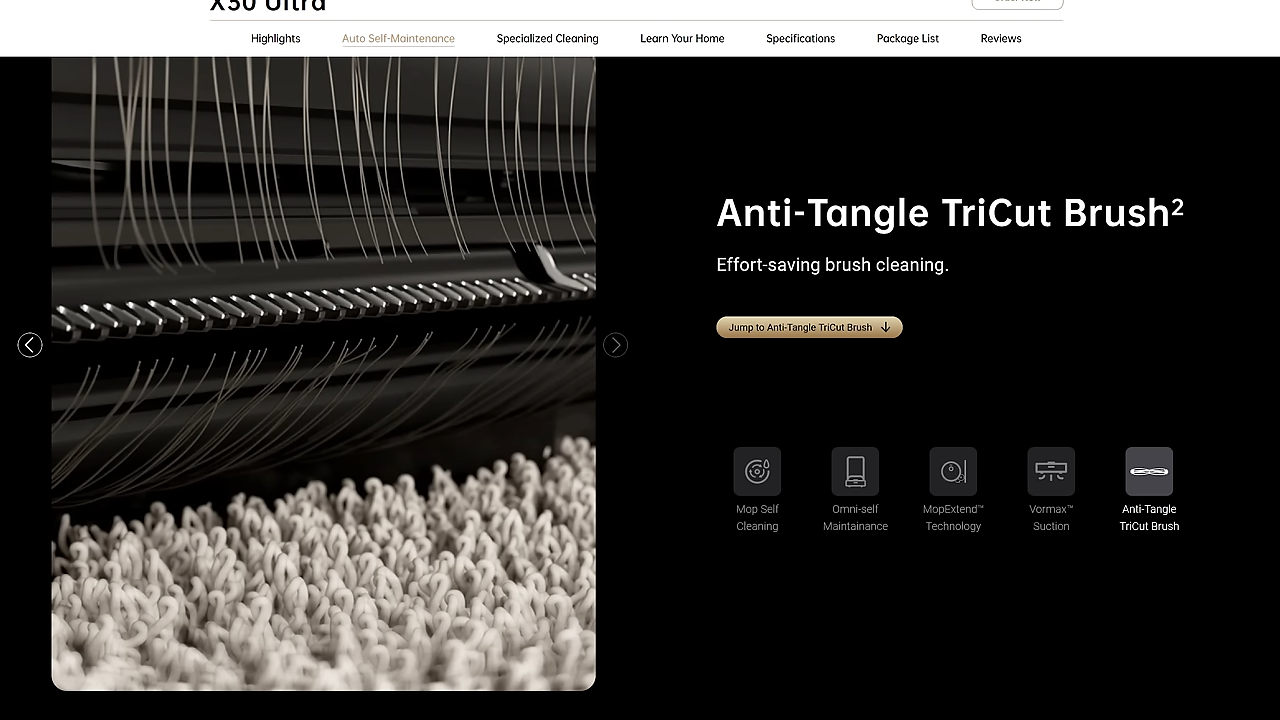 X30 Ultra
Highlights
Auto Self-Maintenance
Specialized Cleaning
Learn Your Home
Specifications
Package List
Reviews
Anti-Tangle TriCut Brush²
Effort-saving brush cleaning.
Jump to Anti-Tangle TriCut Brush
Mop Self
Cleaning
Omni-self
Maintainance
MopExtend™
Technology
Vormax™
Suction
Anti-Tangle
TriCut Brush